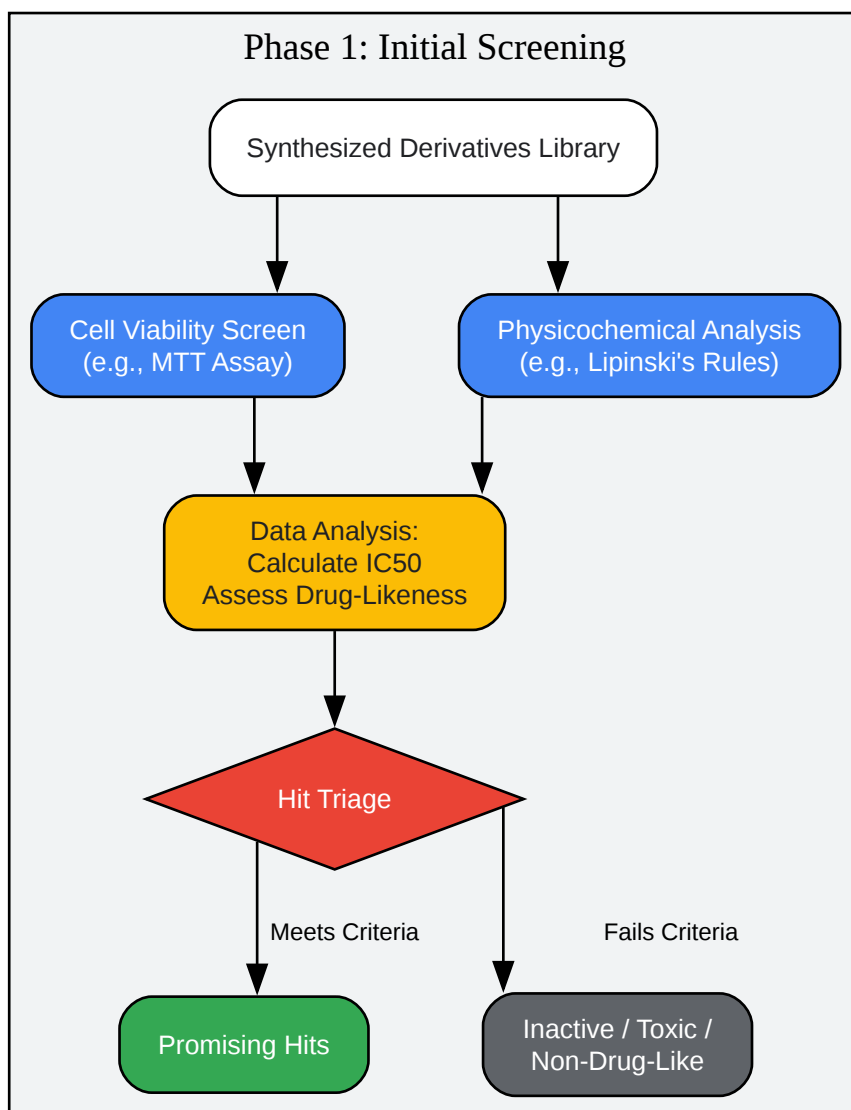 Phase 1: Initial Screening
Synthesized Derivatives Library
Cell Viability Screen
(e.g., MTT Assay)
Physicochemical Analysis
(e.g., Lipinski's Rules)
Data Analysis:
Calculate IC50
Assess Drug-Likeness
Hit Triage
Meets Criteria
Fails Criteria
Promising Hits
Inactive / Toxic /
Non-Drug-Like